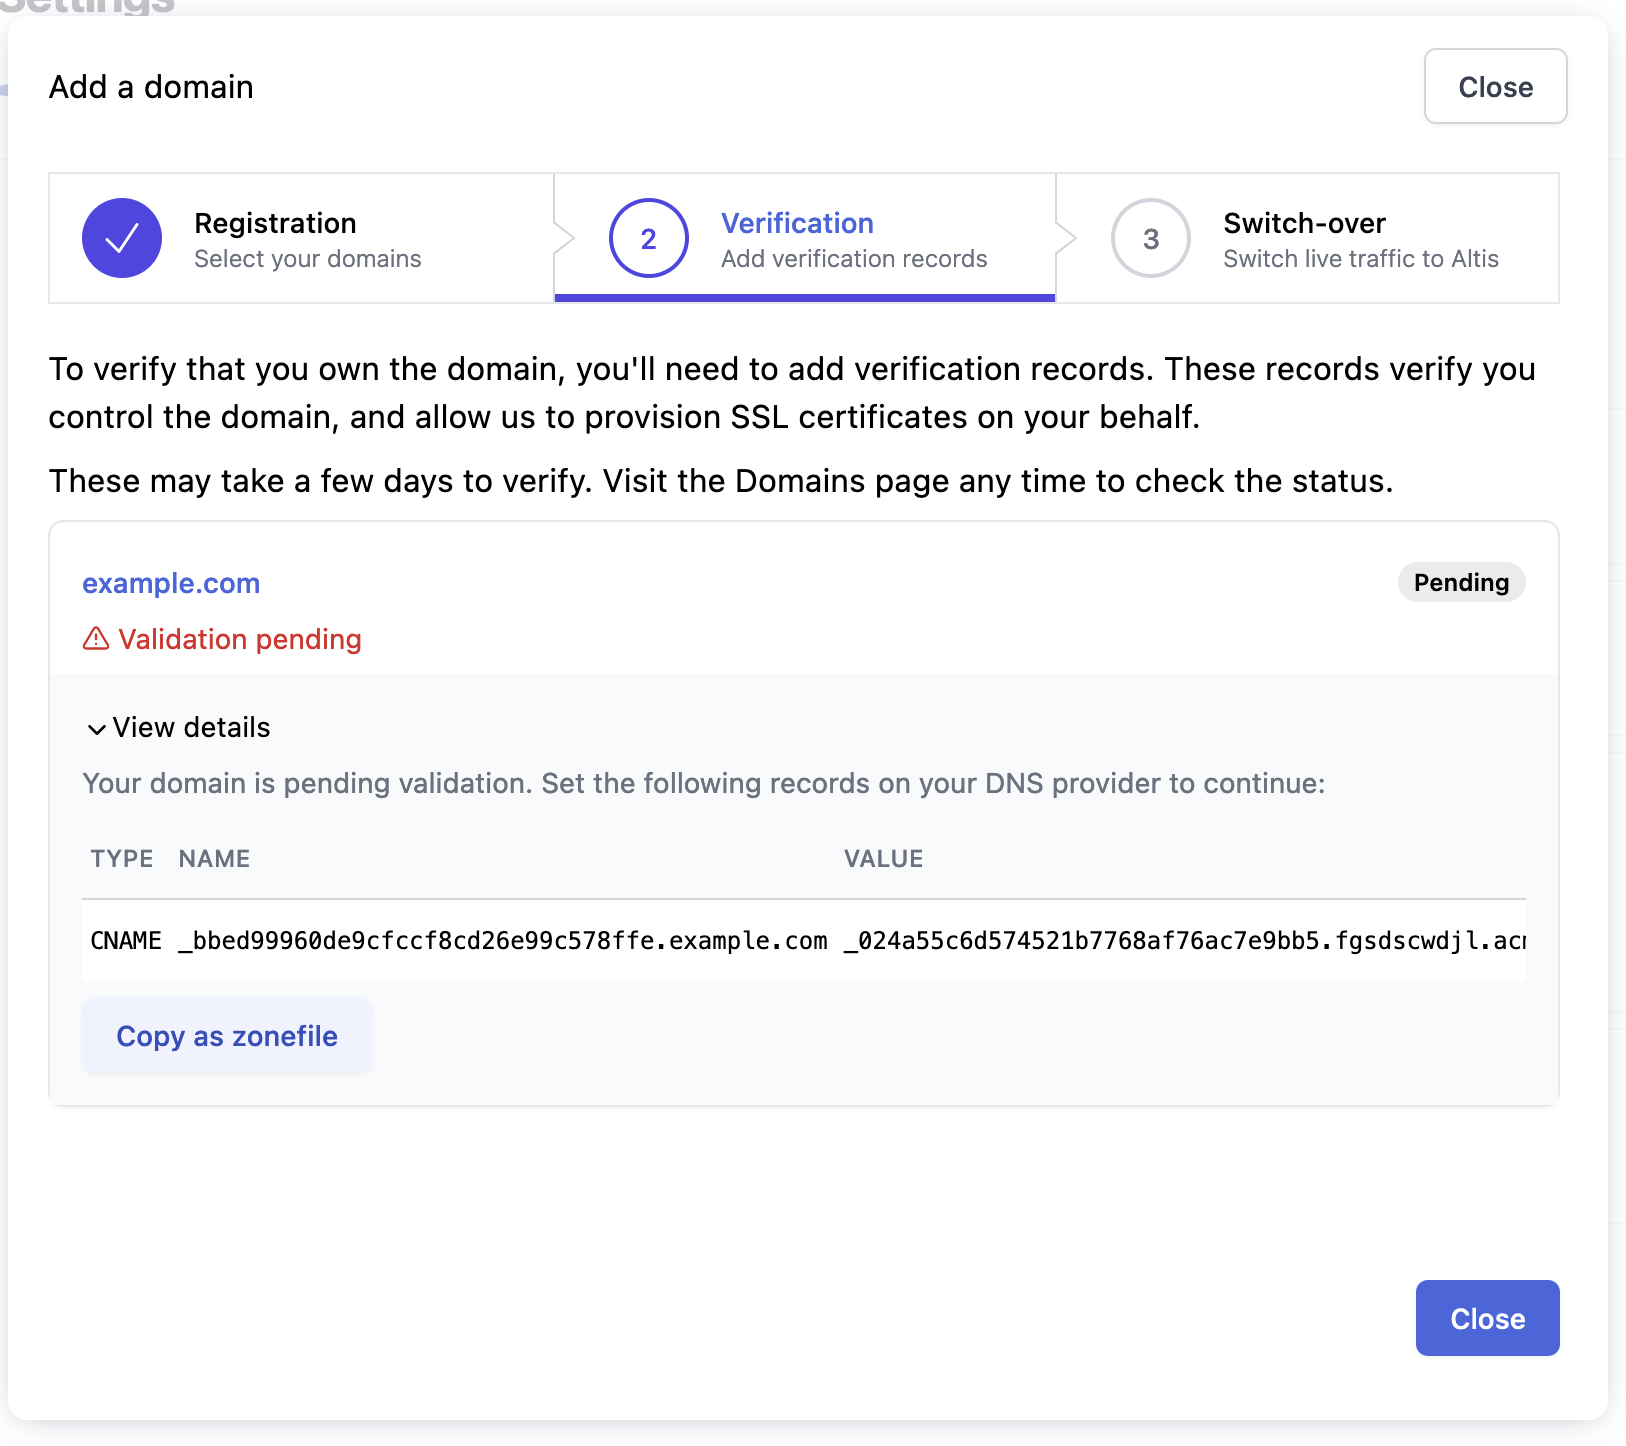 Settings
Add a domain
Close
Registration
Select your domains
2
Verification
Add verification records
3
Switch-over
Switch live traffic to Altis
To verify that you own the domain, you'll need to add verification records. These records verify you
control the domain, and allow us to provision SSL certificates on your behalf.
These may take a few days to verify. Visit the Domains page any time to check the status.
example.com
Pending
Validation pending
View details
Your domain is pending validation. Set the following records on your DNS provider to continue:
TYPE NAME VALUE
CNAME _bbed99960de9cfccf8cd26e99c578ffe.example.com _024a55c6d574521b7768af76ac7e9bb5.fgsdscwdjl.acm
Copy as zonefile
Close